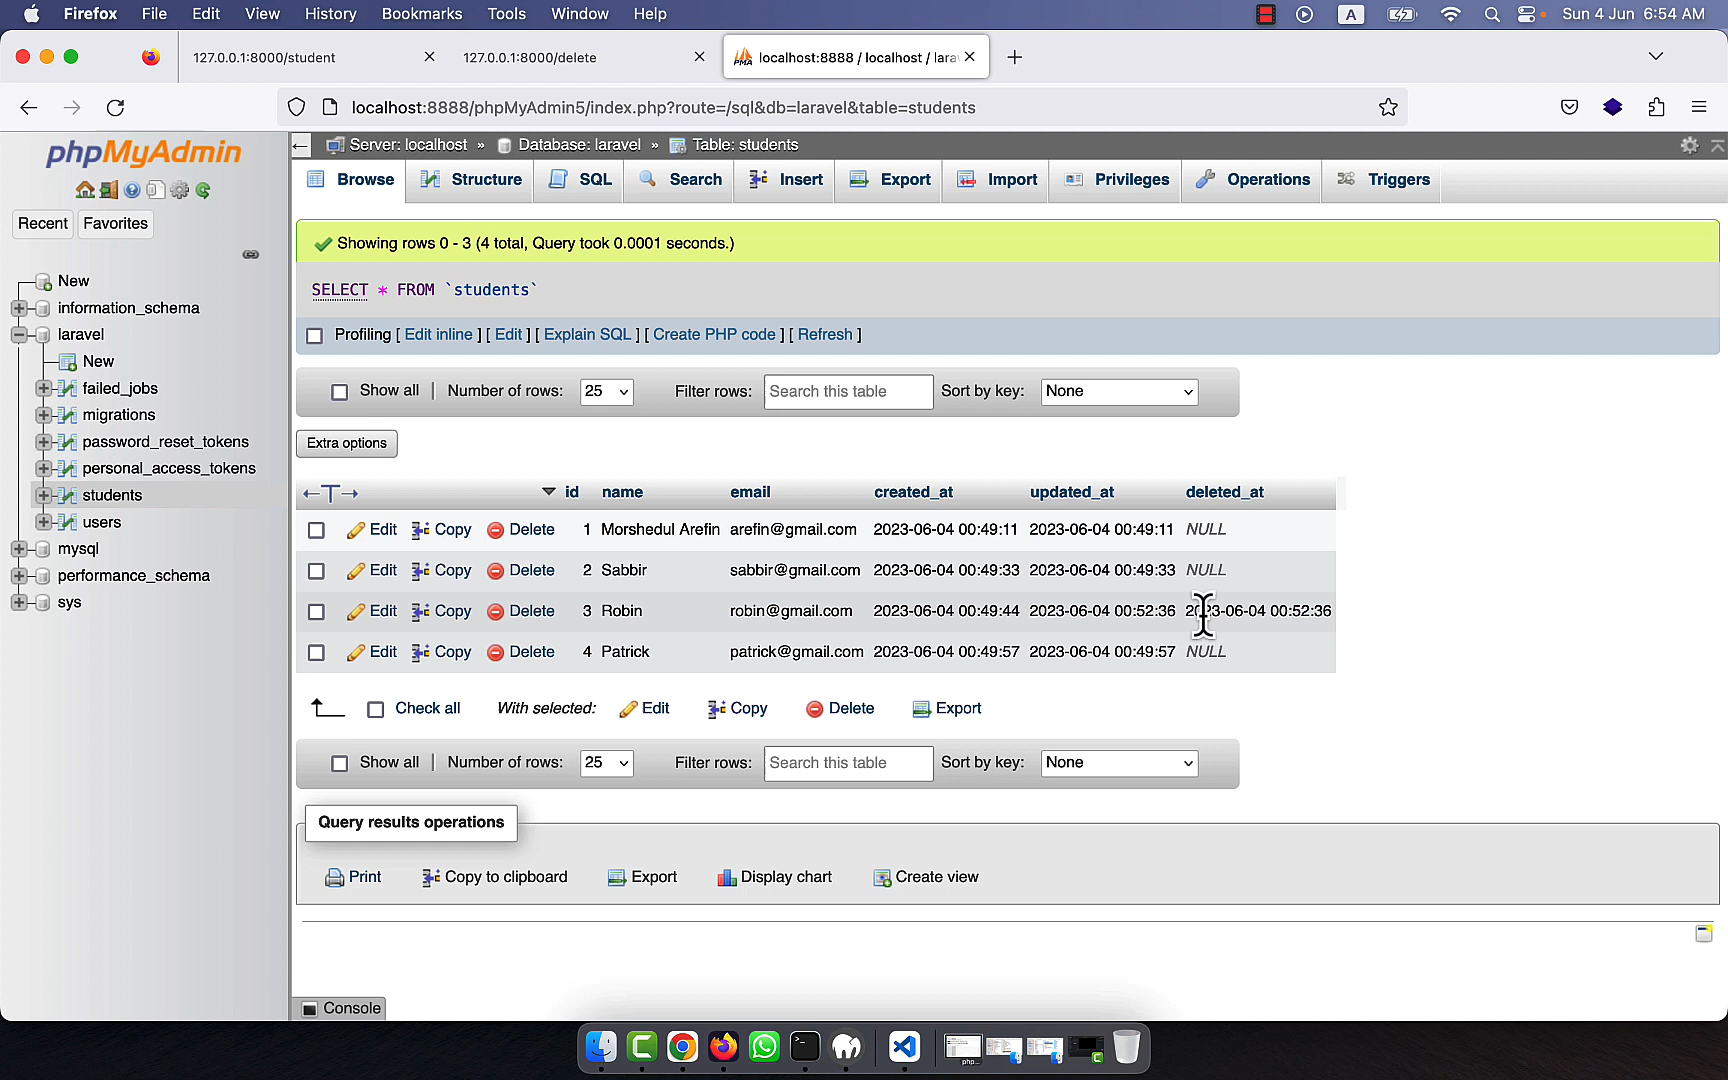 Firefox File Edit View History Bookmarks Tools Window Help A Sun 4 Jun 6:54 AM
127.0.0.1:8000/student 127.0.0.1:8000/delete PMA localhost:8888 / localhost / lara
localhost:8888/phpMyAdmin5/index.php?route=/sql&db=laravel&table=students
phpMyAdmin
Recent Favorites
New
information_schema
laravel
New
failed_jobs
migrations
password_reset_tokens
personal_access_tokens
students
users
mysql
performance_schema
sys
Server: localhost » Database: laravel » Table: students
Browse Structure SQL Search Insert Export Import Privileges Operations Triggers
Showing rows 0 - 3 (4 total, Query took 0.0001 seconds.)
SELECT * FROM `students`
Profiling [ Edit inline ] [ Edit ] [ Explain SQL ] [ Create PHP code ] [ Refresh ]
Show all | Number of rows: 25 Filter rows: Search this table Sort by key: None
Extra options
←T→ id name email created_at updated_at deleted_at
Edit Copy Delete 1 Morshedul Arefin arefin@gmail.com 2023-06-04 00:49:11 2023-06-04 00:49:11 NULL
Edit Copy Delete 2 Sabbir sabbir@gmail.com 2023-06-04 00:49:33 2023-06-04 00:49:33 NULL
Edit Copy Delete 3 Robin robin@gmail.com 2023-06-04 00:49:44 2023-06-04 00:52:36 2023-06-04 00:52:36
Edit Copy Delete 4 Patrick patrick@gmail.com 2023-06-04 00:49:57 2023-06-04 00:49:57 NULL
Check all With selected: Edit Copy Delete Export
Show all | Number of rows: 25 Filter rows: Search this table Sort by key: None
Query results operations
Print Copy to clipboard Export Display chart Create view
Console
php...